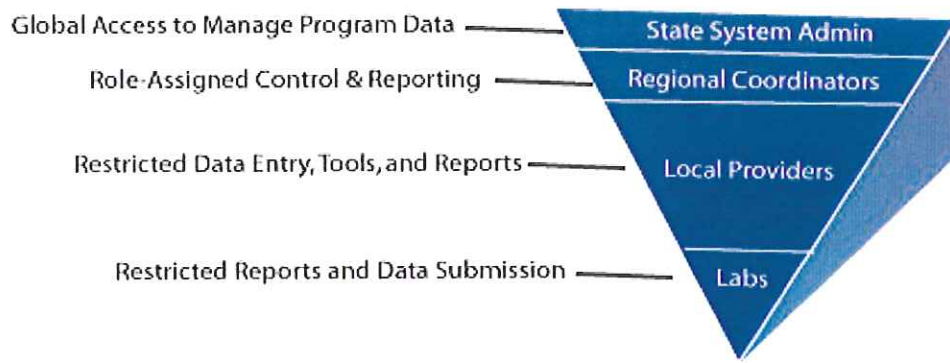 Global Access to Manage Program Data
State System Admin
Role-Assigned Control & Reporting
Regional Coordinators
Restricted Data Entry, Tools, and Reports
Local Providers
Restricted Reports and Data Submission
Labs